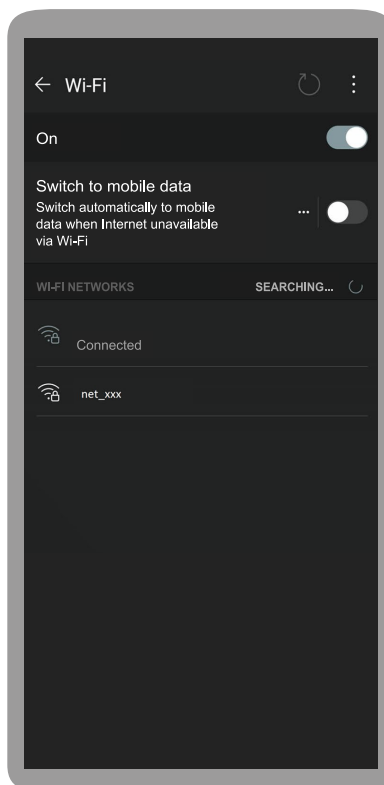 Wi-Fi
On
Switch to mobile data
Switch automatically to mobile
data when Internet unavailable
via Wi-Fi
WI-FI NETWORKS SEARCHING...
Connected
net_xxx